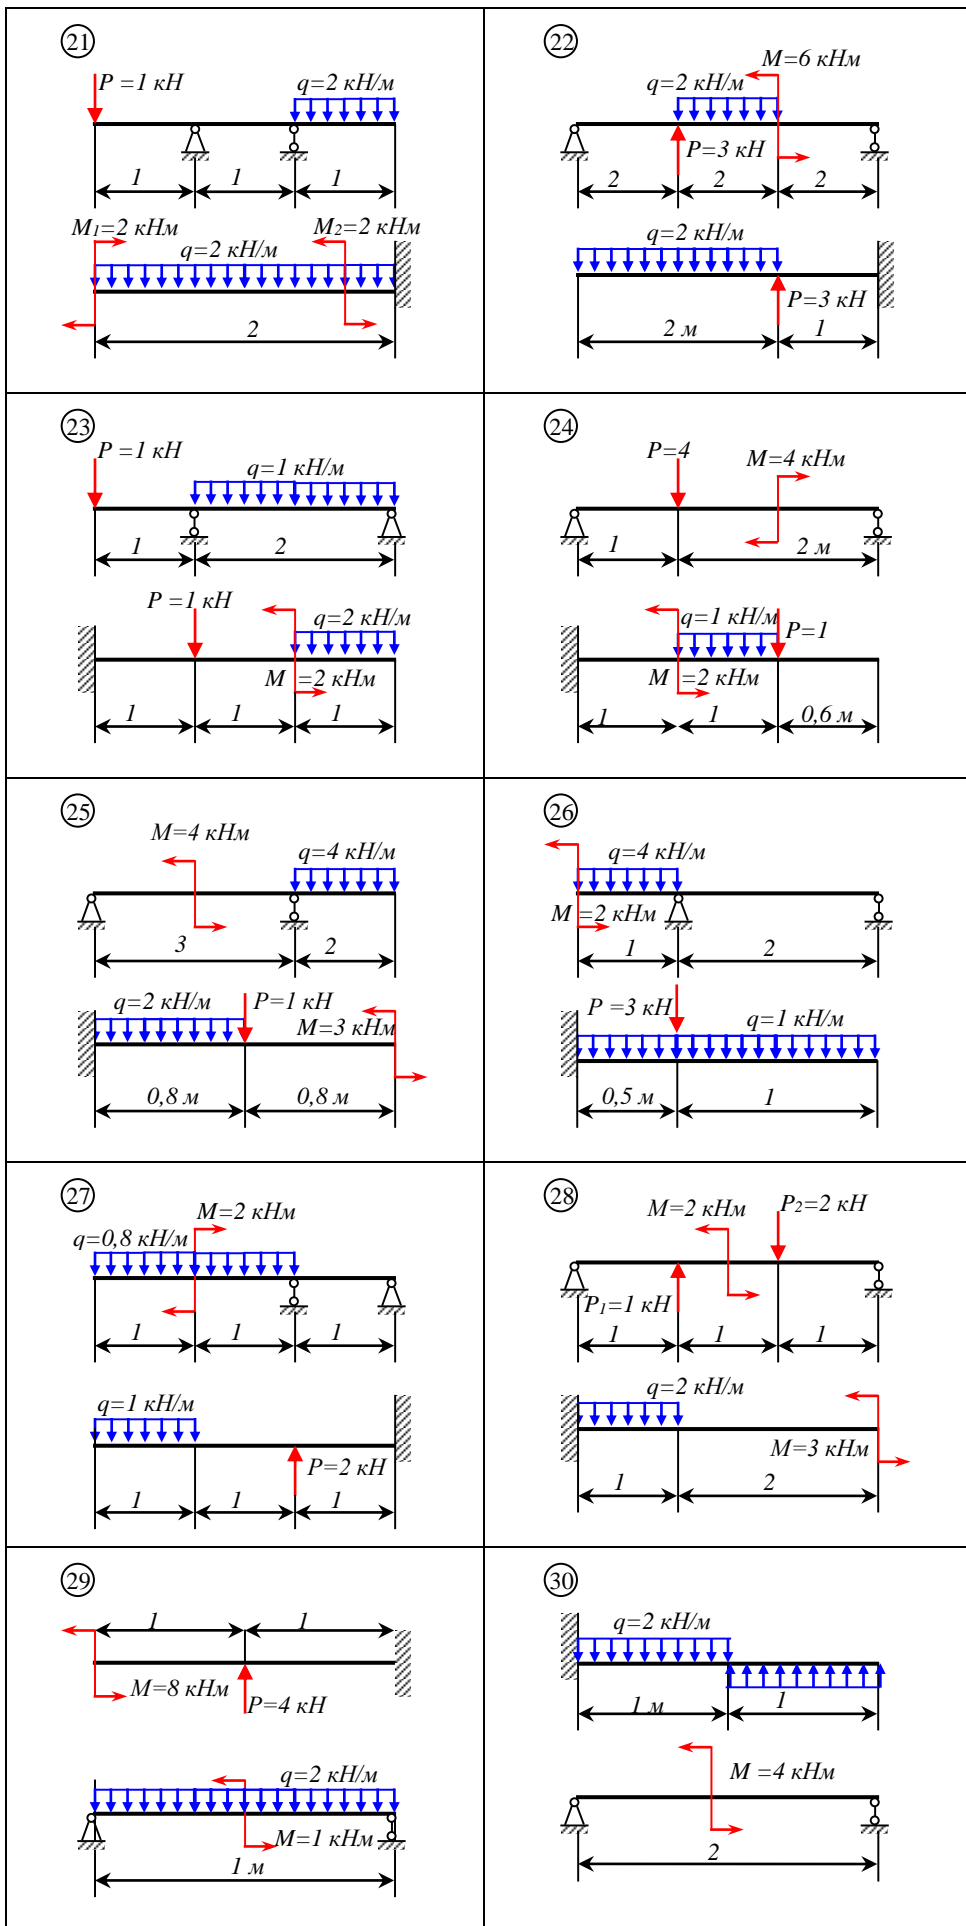 21
P =1 кН
q=2 кН/м
1
1
1
M1=2 кНм
M2=2 кНм
q=2 кН/м
2
22
M=6 кНм
q=2 кН/м
P=3 кН
2
2
2
q=2 кН/м
P=3 кН
2 м
1
23
P =1 кН
q=1 кН/м
1
2
P =1 кН
q=2 кН/м
M =2 кНм
1
1
1
24
P=4
M=4 кНм
1
2 м
q=1 кН/м
P=1
M =2 кНм
1
1
0,6 м
25
M=4 кНм
q=4 кН/м
3
2
q=2 кН/м
P=1 кН
M=3 кНм
0,8 м
0,8 м
26
q=4 кН/м
M =2 кНм
1
2
P =3 кН
q=1 кН/м
0,5 м
1
27
M=2 кНм
q=0,8 кН/м
1
1
1
q=1 кН/м
P=2 кН
1
1
1
28
M=2 кНм
P2=2 кН
P1=1 кН
1
1
1
q=2 кН/м
M=3 кНм
1
2
29
1
1
M=8 кНм
P=4 кН
q=2 кН/м
M=1 кНм
1 м
30
q=2 кН/м
1 м
1
M =4 кНм
2